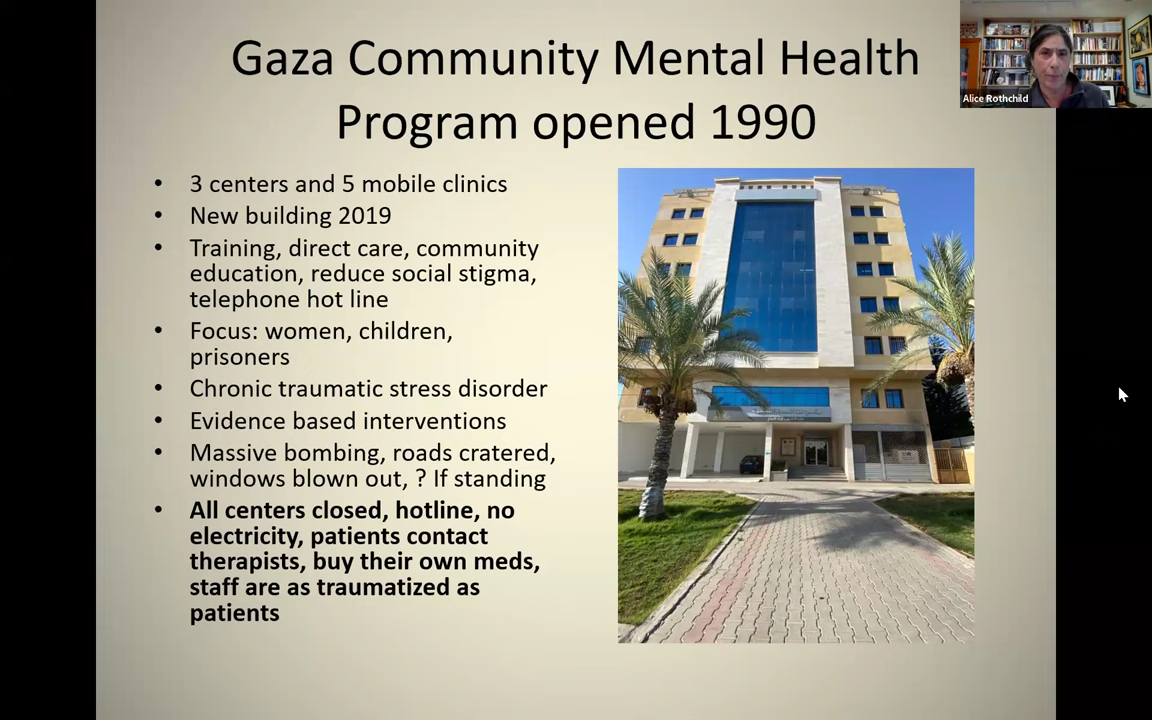 Gaza Community Mental Health
Program opened 1990
Alice Rothchild
• 3 centers and 5 mobile clinics
• New building 2019
• Training, direct care, community
education, reduce social stigma,
telephone hot line
• Focus: women, children,
prisoners
• Chronic traumatic stress disorder
• Evidence based interventions
• Massive bombing, roads cratered,
windows blown out, ? If standing
• All centers closed, hotline, no
electricity, patients contact
therapists, buy their own meds,
staff are as traumatized as
patients